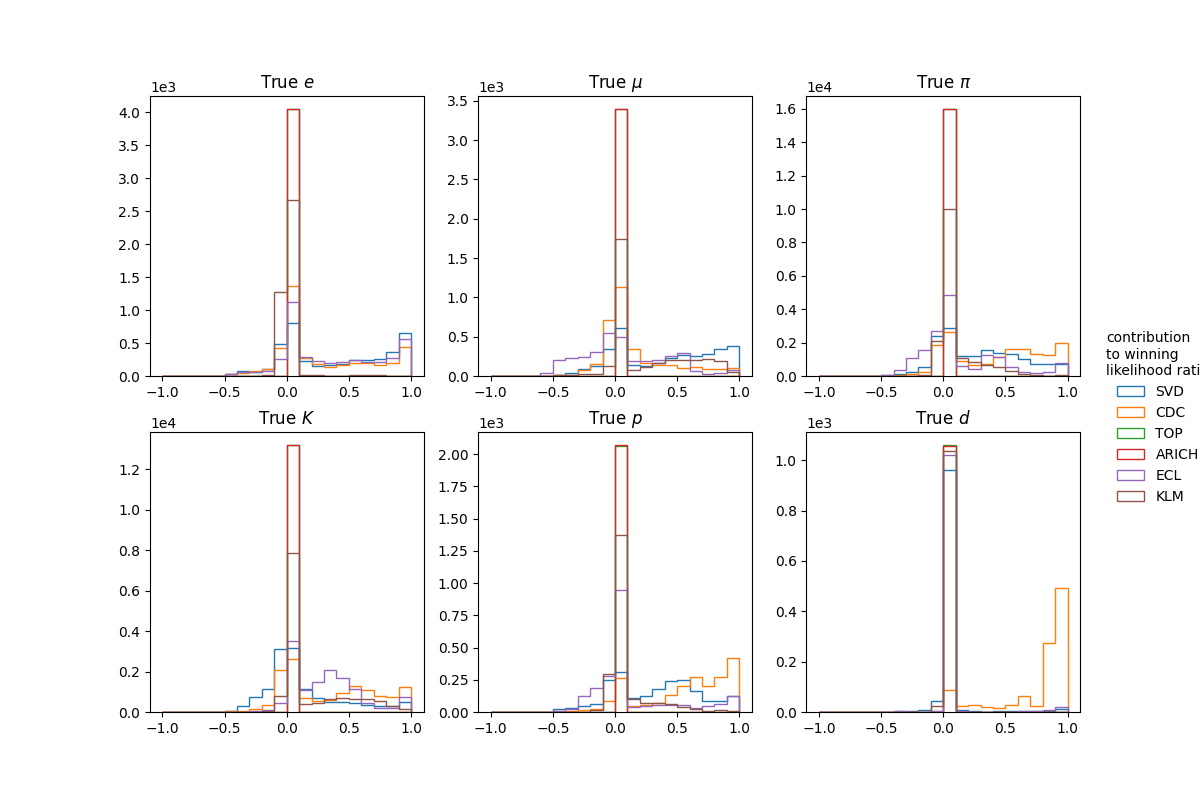 True e
True μ
True π
1e3
1e3
1e4
4.0
3.5
3.0
2.5
2.0
1.5
1.0
0.5
0.0
−1.0 −0.5 0.0 0.5 1.0
3.5
3.0
2.5
2.0
1.5
1.0
0.5
0.0
−1.0 −0.5 0.0 0.5 1.0
1.6
1.4
1.2
1.0
0.8
0.6
0.4
0.2
0.0
−1.0 −0.5 0.0 0.5 1.0
True K
True p
True d
1e4
1e3
1e3
1.2
1.0
0.8
0.6
0.4
0.2
0.0
−1.0 −0.5 0.0 0.5 1.0
2.00
1.75
1.50
1.25
1.00
0.75
0.50
0.25
0.00
−1.0 −0.5 0.0 0.5 1.0
1.0
0.8
0.6
0.4
0.2
0.0
−1.0 −0.5 0.0 0.5 1.0
contribution
to winning
likelihood rati
SVD
CDC
TOP
ARICH
ECL
KLM